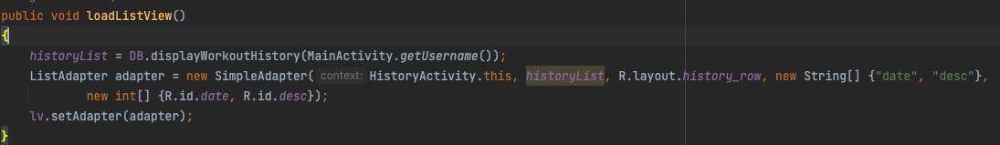 public void loadListView()
{
historyList = DB.displayWorkoutHistory(MainActivity.getUsername());
ListAdapter adapter = new SimpleAdapter( context: HistoryActivity.this, historyList, R.layout.history_row, new String[] {"date", "desc"},
new int[] {R.id.date, R.id.desc});
lv.setAdapter(adapter);
}